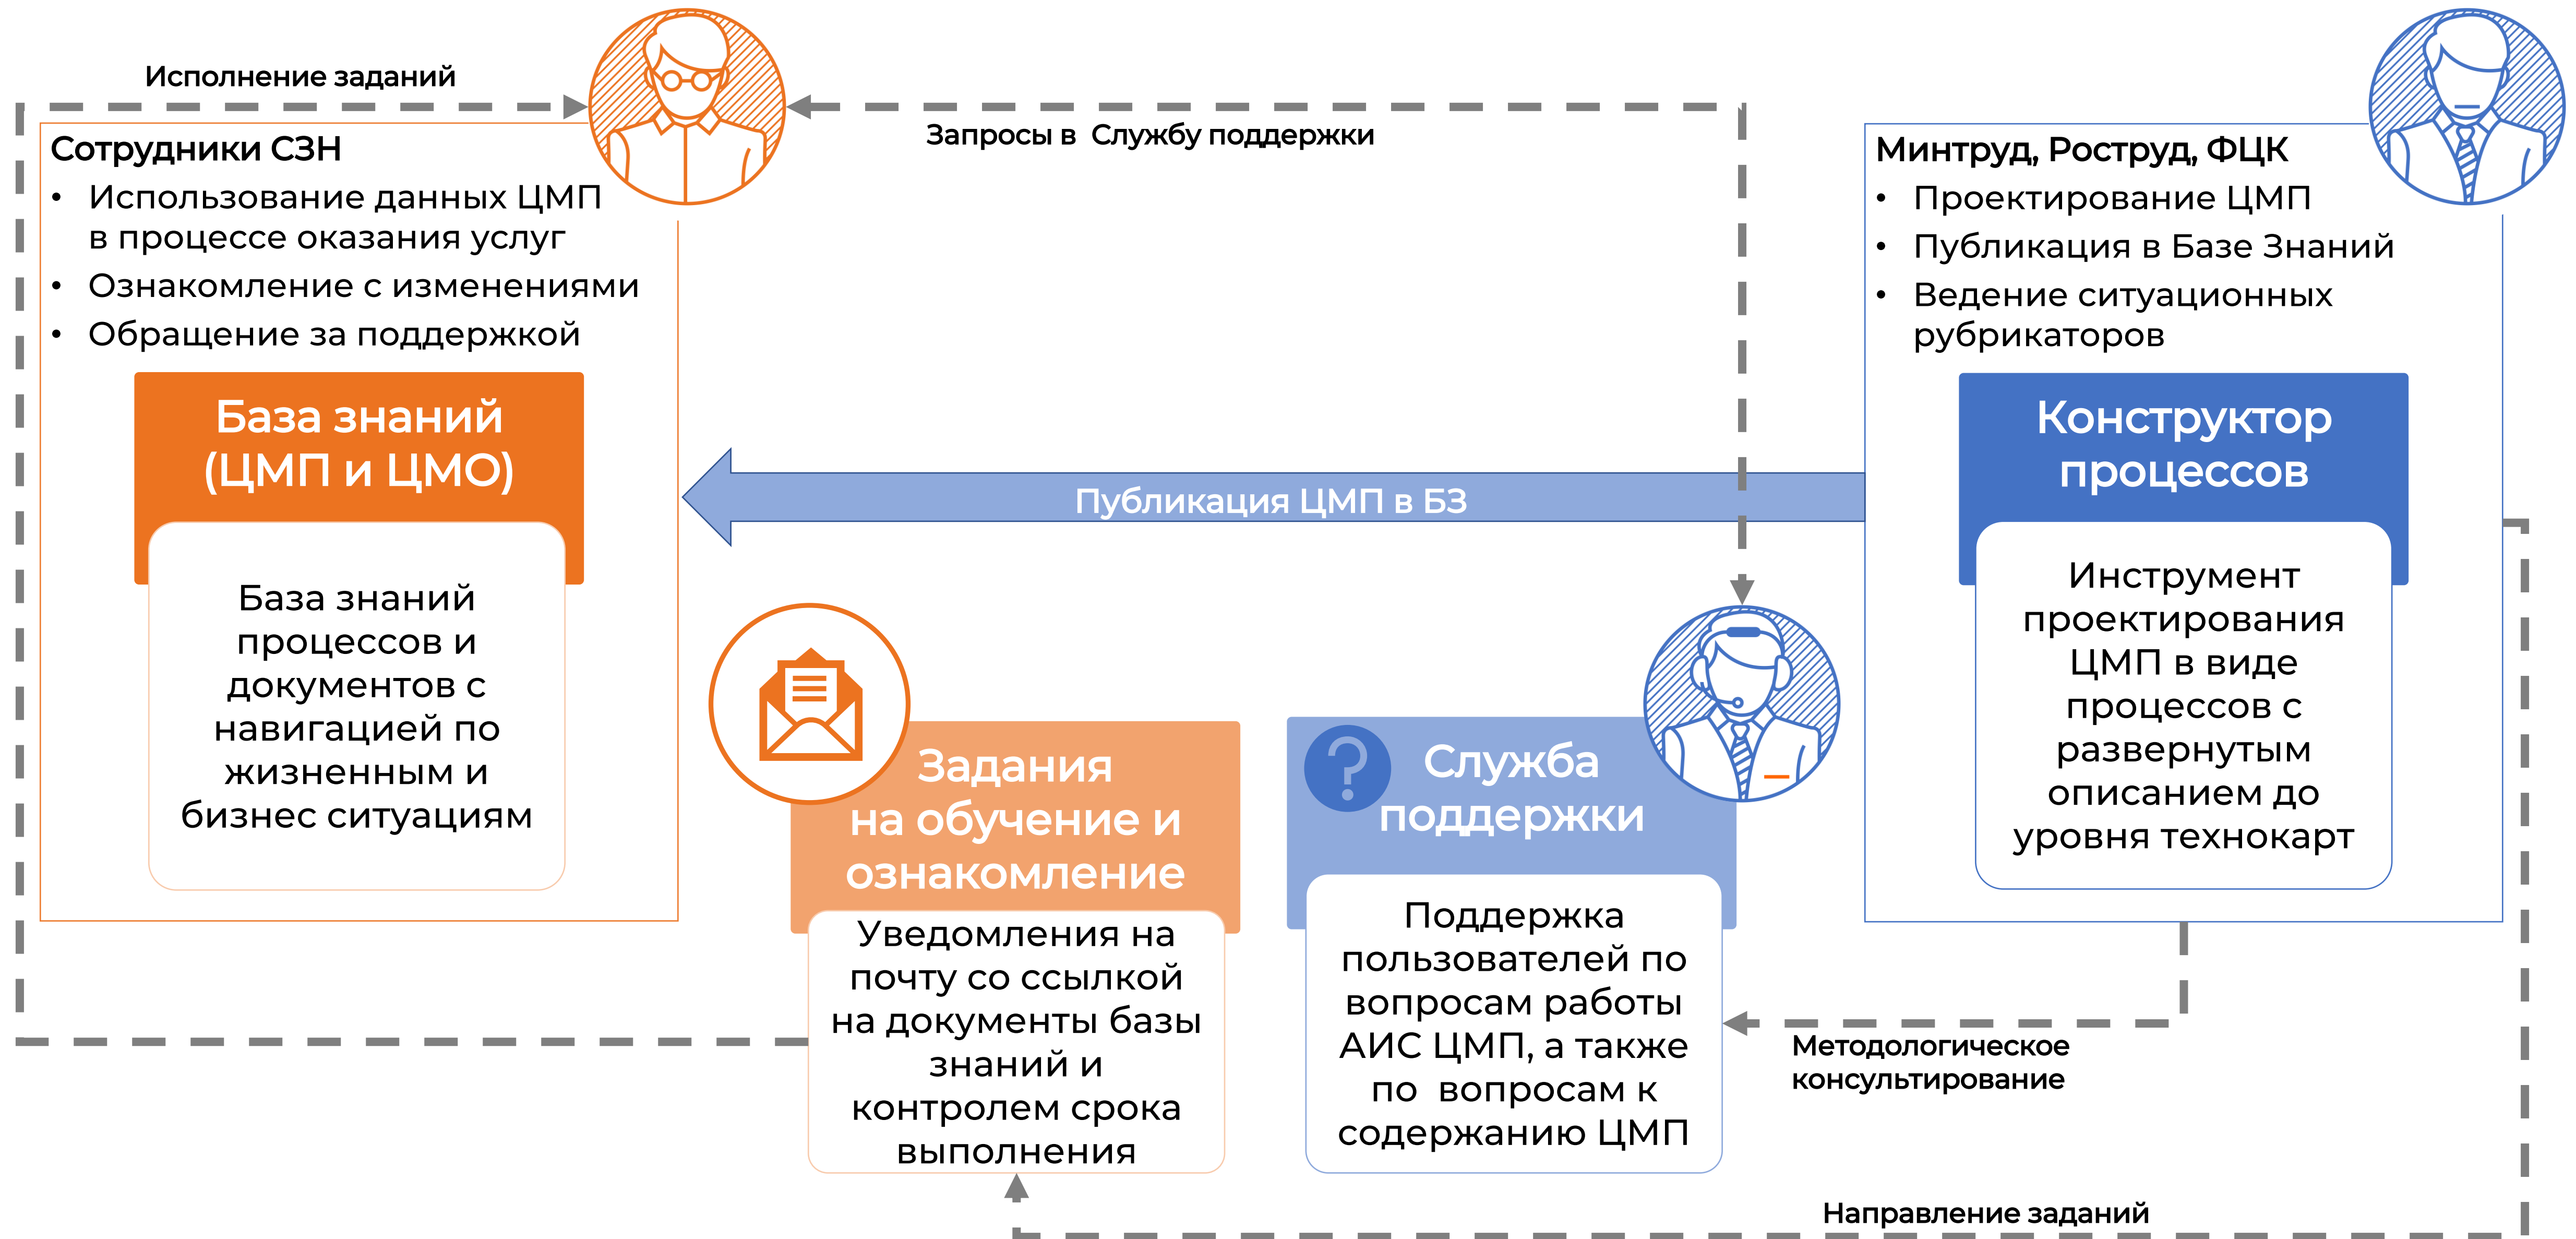 Исполнение заданий
Запросы в Службу поддержки
Сотрудники СЗН
• Использование данных ЦМП
в процессе оказания услуг
• Ознакомление с изменениями
• Обращение за поддержкой
База знаний
(ЦМП и ЦМО)
База знаний
процессов и
документов с
навигацией по
жизненным и
бизнес ситуациям
Минтруд, Роструд, ФЦК
• Проектирование ЦМП
• Публикация в Базе Знаний
• Ведение ситуационных
рубрикаторов
Конструктор
процессов
Инструмент
проектирования
ЦМП в виде
процессов с
развернутым
описанием до
уровня технокарт
Публикация ЦМП в БЗ
Задания
на обучение и
ознакомление
Уведомления на
почту со ссылкой
на документы базы
знаний и
контролем срока
выполнения
?
Служба
поддержки
Поддержка
пользователей по
вопросам работы
АИС ЦМП, а также
по вопросам к
содержанию ЦМП
Методологическое
консультирование
Направление заданий